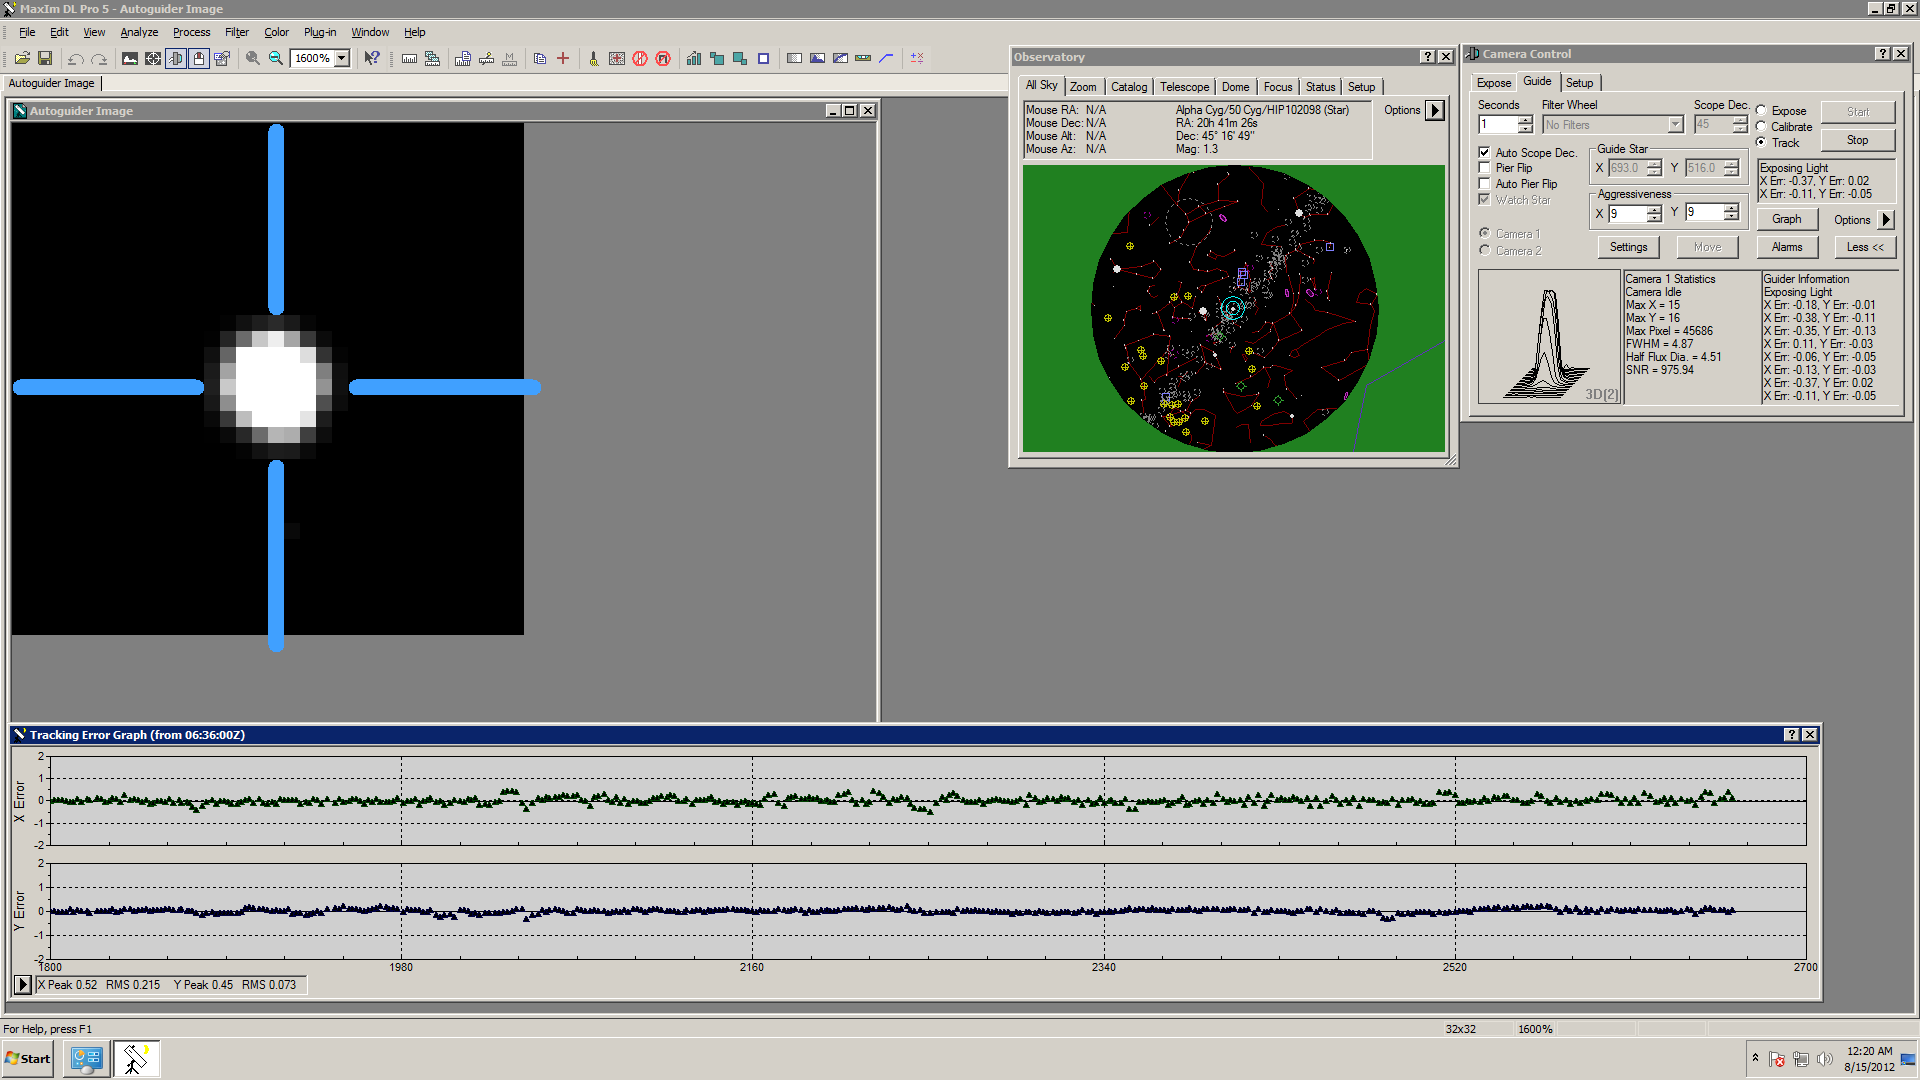 MaxIm DL Pro 5 - Autoguider Image
File Edit View Analyze Process Filter Color Plug-in Window Help
1600%
Autoguider Image
Autoguider Image
Observatory
All Sky Zoom Catalog Telescope Dome Focus Status Setup
Mouse RA: N/A Alpha Cyg/50 Cyg/HIP102098 (Star)
Mouse Dec: N/A RA: 20h 41m 26s
Mouse Alt: N/A Dec: 45° 16' 49"
Mouse Az: N/A Mag: 1.3
Options
Camera Control
Expose Guide Setup
Seconds Filter Wheel Scope Dec.
1 No Filters 45
Expose
Calibrate
Track
Start
Stop
Auto Scope Dec.
Pier Flip
Auto Pier Flip
Watch Star
Guide Star
X 693.0 Y 516.0
Aggressiveness
X 9 Y 9
Exposing Light
X Err: -0.37, Y Err: 0.02
X Err: -0.11, Y Err: -0.05
Graph Options
Camera 1
Camera 2
Settings Move Alarms Less <<
3D(2)
Camera 1 Statistics
Camera Idle
Max X = 15
Max Y = 16
Max Pixel = 45686
FWHM = 4.87
Half Flux Dia. = 4.51
SNR = 975.94
Guider Information
Exposing Light
X Err: -0.18, Y Err: -0.01
X Err: -0.38, Y Err: -0.11
X Err: -0.35, Y Err: -0.13
X Err: 0.11, Y Err: -0.03
X Err: -0.06, Y Err: -0.05
X Err: -0.13, Y Err: -0.03
X Err: -0.37, Y Err: 0.02
X Err: -0.11, Y Err: -0.05
Tracking Error Graph (from 06:36:00Z)
X Error
2
1
0
-1
-2
Y Error
2
1
0
-1
-2
1800 1980 2160 2340 2520 2700
X Peak 0.52 RMS 0.215 Y Peak 0.45 RMS 0.073
For Help, press F1
32x32 1600%
Start
12:20 AM
8/15/2012